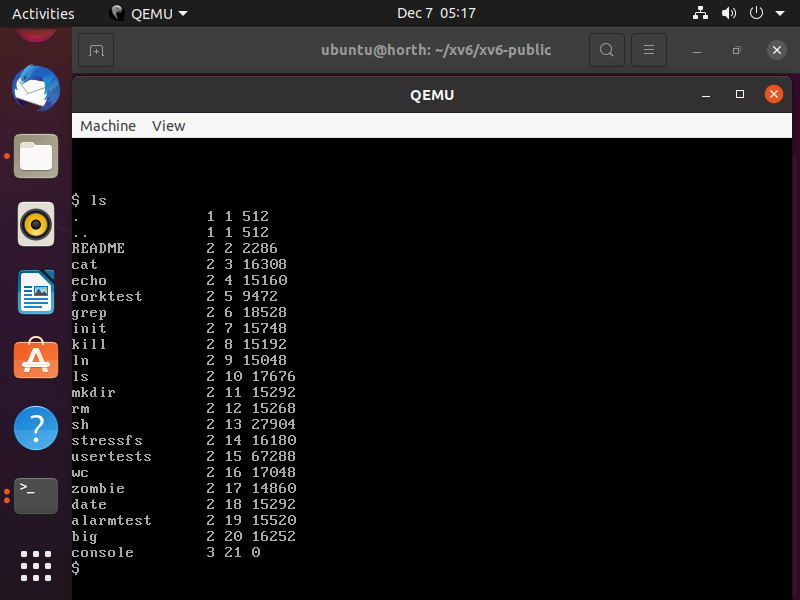 Activities QEMU Dec 7 05:17
ubuntu@horth: ~/xv6/xv6-public
QEMU
Machine View
$ ls
. 1 1 512
.. 1 1 512
README 2 2 2286
cat 2 3 16308
echo 2 4 15160
forktest 2 5 9472
grep 2 6 18528
init 2 7 15748
kill 2 8 15192
ln 2 9 15048
ls 2 10 17676
mkdir 2 11 15292
rm 2 12 15268
sh 2 13 27904
stressfs 2 14 16180
usertests 2 15 67288
wc 2 16 17048
zombie 2 17 14860
date 2 18 15292
alarmtest 2 19 15520
big 2 20 16252
console 3 21 0
$